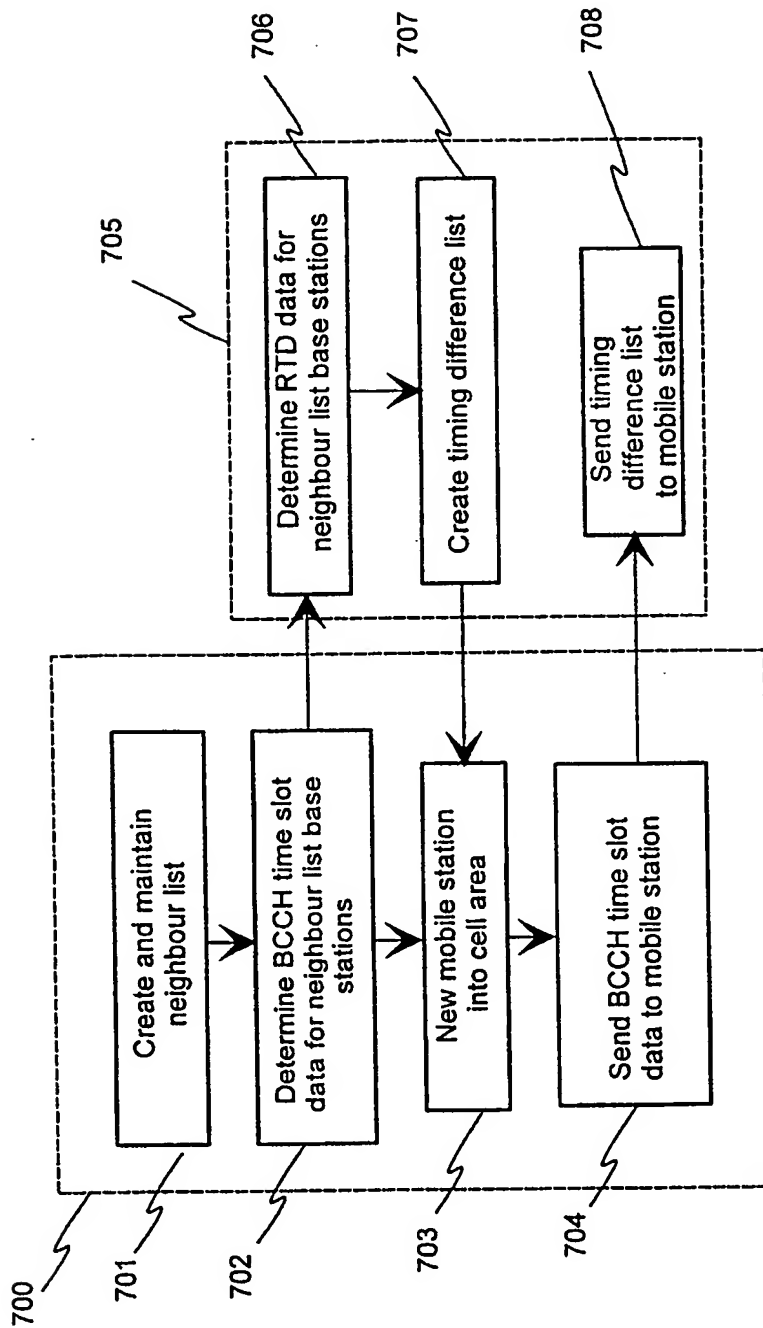 700
701
Create and maintain
neighbour list
702
Determine BCCH time slot
data for neighbour list base
stations
703
New mobile station
into cell area
704
Send BCCH time slot
data to mobile station
705
706
Determine RTD data for
neighbour list base stations
707
Create timing difference list
708
Send timing
difference list
to mobile station